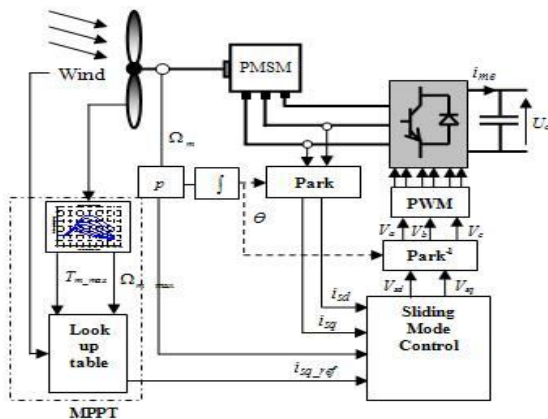 Wind
PMSM
i_me
U_c
Ω_m
p
∫
Park
PWM
Θ
V_a
V_b
V_c
Park⁻¹
V_sd
V_sq
T_m_max
Ω_m_max
i_sd
i_sq
Sliding
Mode
Control
Look
up
table
i_sq_ref
MPPT